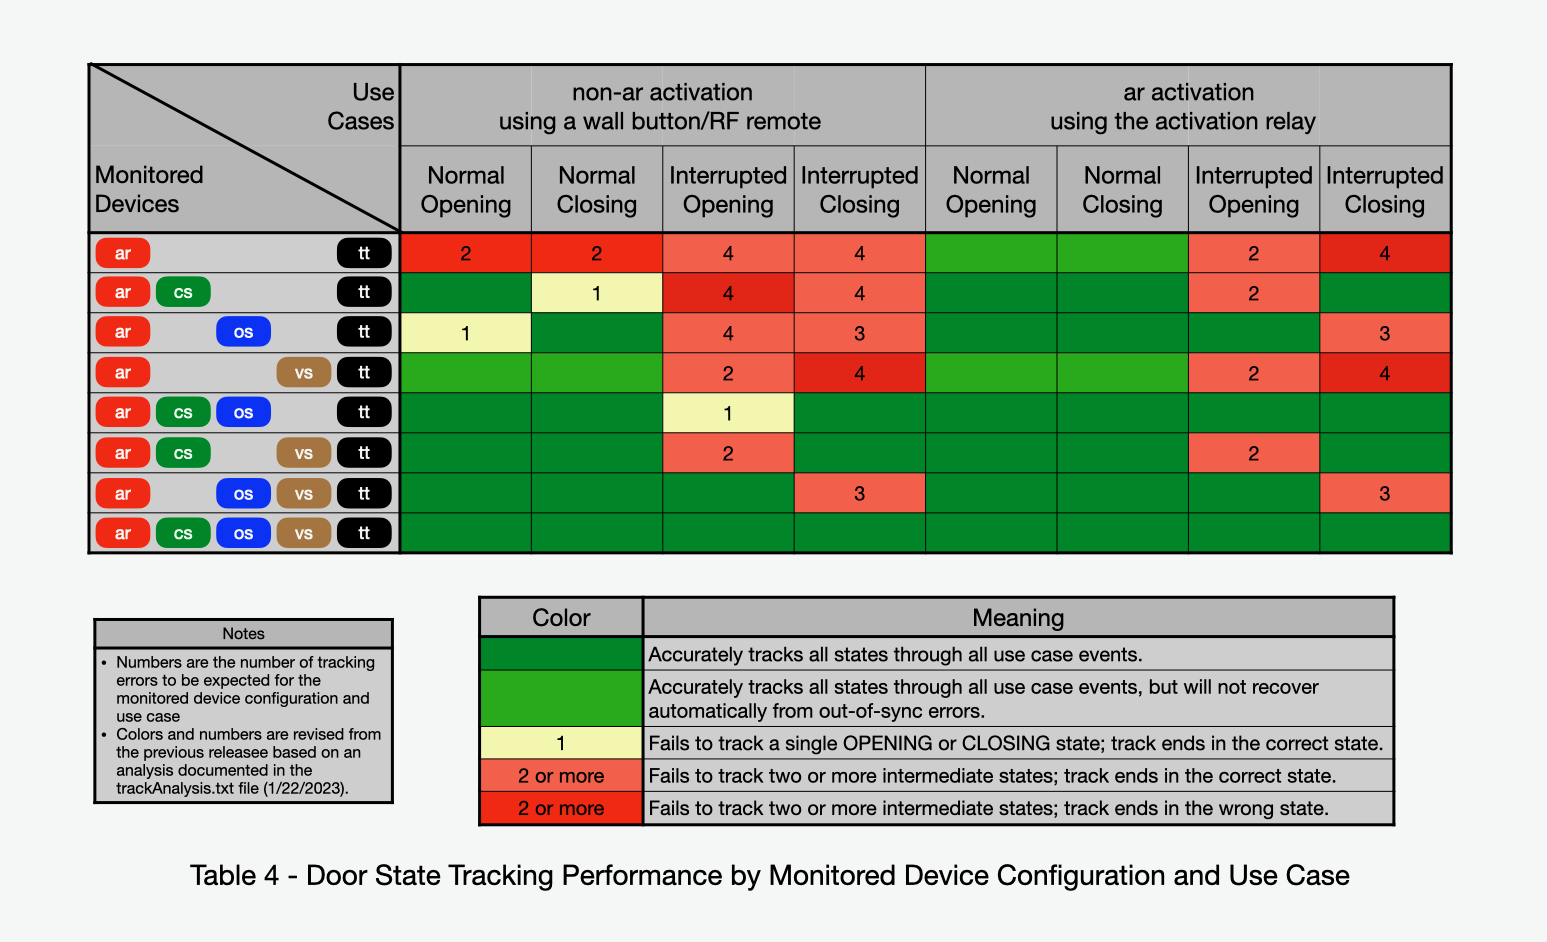 Use
Cases
Monitored
Devices
non-ar activation
using a wall button/RF remote
ar activation
using the activation relay
Normal
Opening
Normal
Closing
Interrupted
Opening
Interrupted
Closing
Normal
Opening
Normal
Closing
Interrupted
Opening
Interrupted
Closing
ar tt 2 2 4 4 2 4
ar cs tt 1 4 4 2
ar os tt 1 4 3 3
ar vs tt 2 4 2 4
ar cs os tt 1
ar cs vs tt 2 2
ar os vs tt 3 3
ar cs os vs tt
Notes
• Numbers are the number of tracking
errors to be expected for the
monitored device configuration and
use case
• Colors and numbers are revised from
the previous releasee based on an
analysis documented in the
trackAnalysis.txt file (1/22/2023).
Color Meaning
Accurately tracks all states through all use case events.
Accurately tracks all states through all use case events, but will not recover
automatically from out-of-sync errors.
1 Fails to track a single OPENING or CLOSING state; track ends in the correct state.
2 or more Fails to track two or more intermediate states; track ends in the correct state.
2 or more Fails to track two or more intermediate states; track ends in the wrong state.
Table 4 - Door State Tracking Performance by Monitored Device Configuration and Use Case